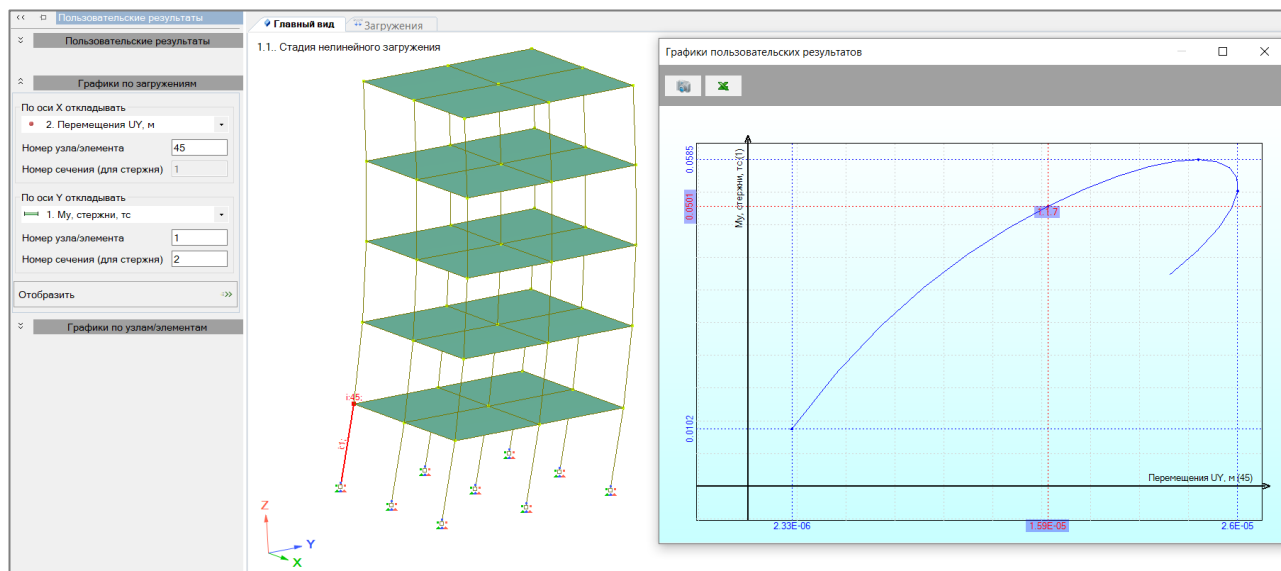 Пользовательские результаты
Пользовательские результаты
Графики по загружениям
По оси X откладывать
2. Перемещения UY, м
Номер узла/элемента 45
Номер сечения (для стержня) 1
По оси Y откладывать
1. My, стержни, тс
Номер узла/элемента 1
Номер сечения (для стержня) 2
Отобразить
Графики по узлам/элементам
Главный вид
Загружения
1.1.. Стадия нелинейного загружения
i:45;
i:1;
Z
Y
X
Графики пользовательских результатов
My, стержни, тс (1)
0.0585
0.0501
0.0102
Перемещения UY, м(45)
2.33E-06
1.59E-05
2.6E-05